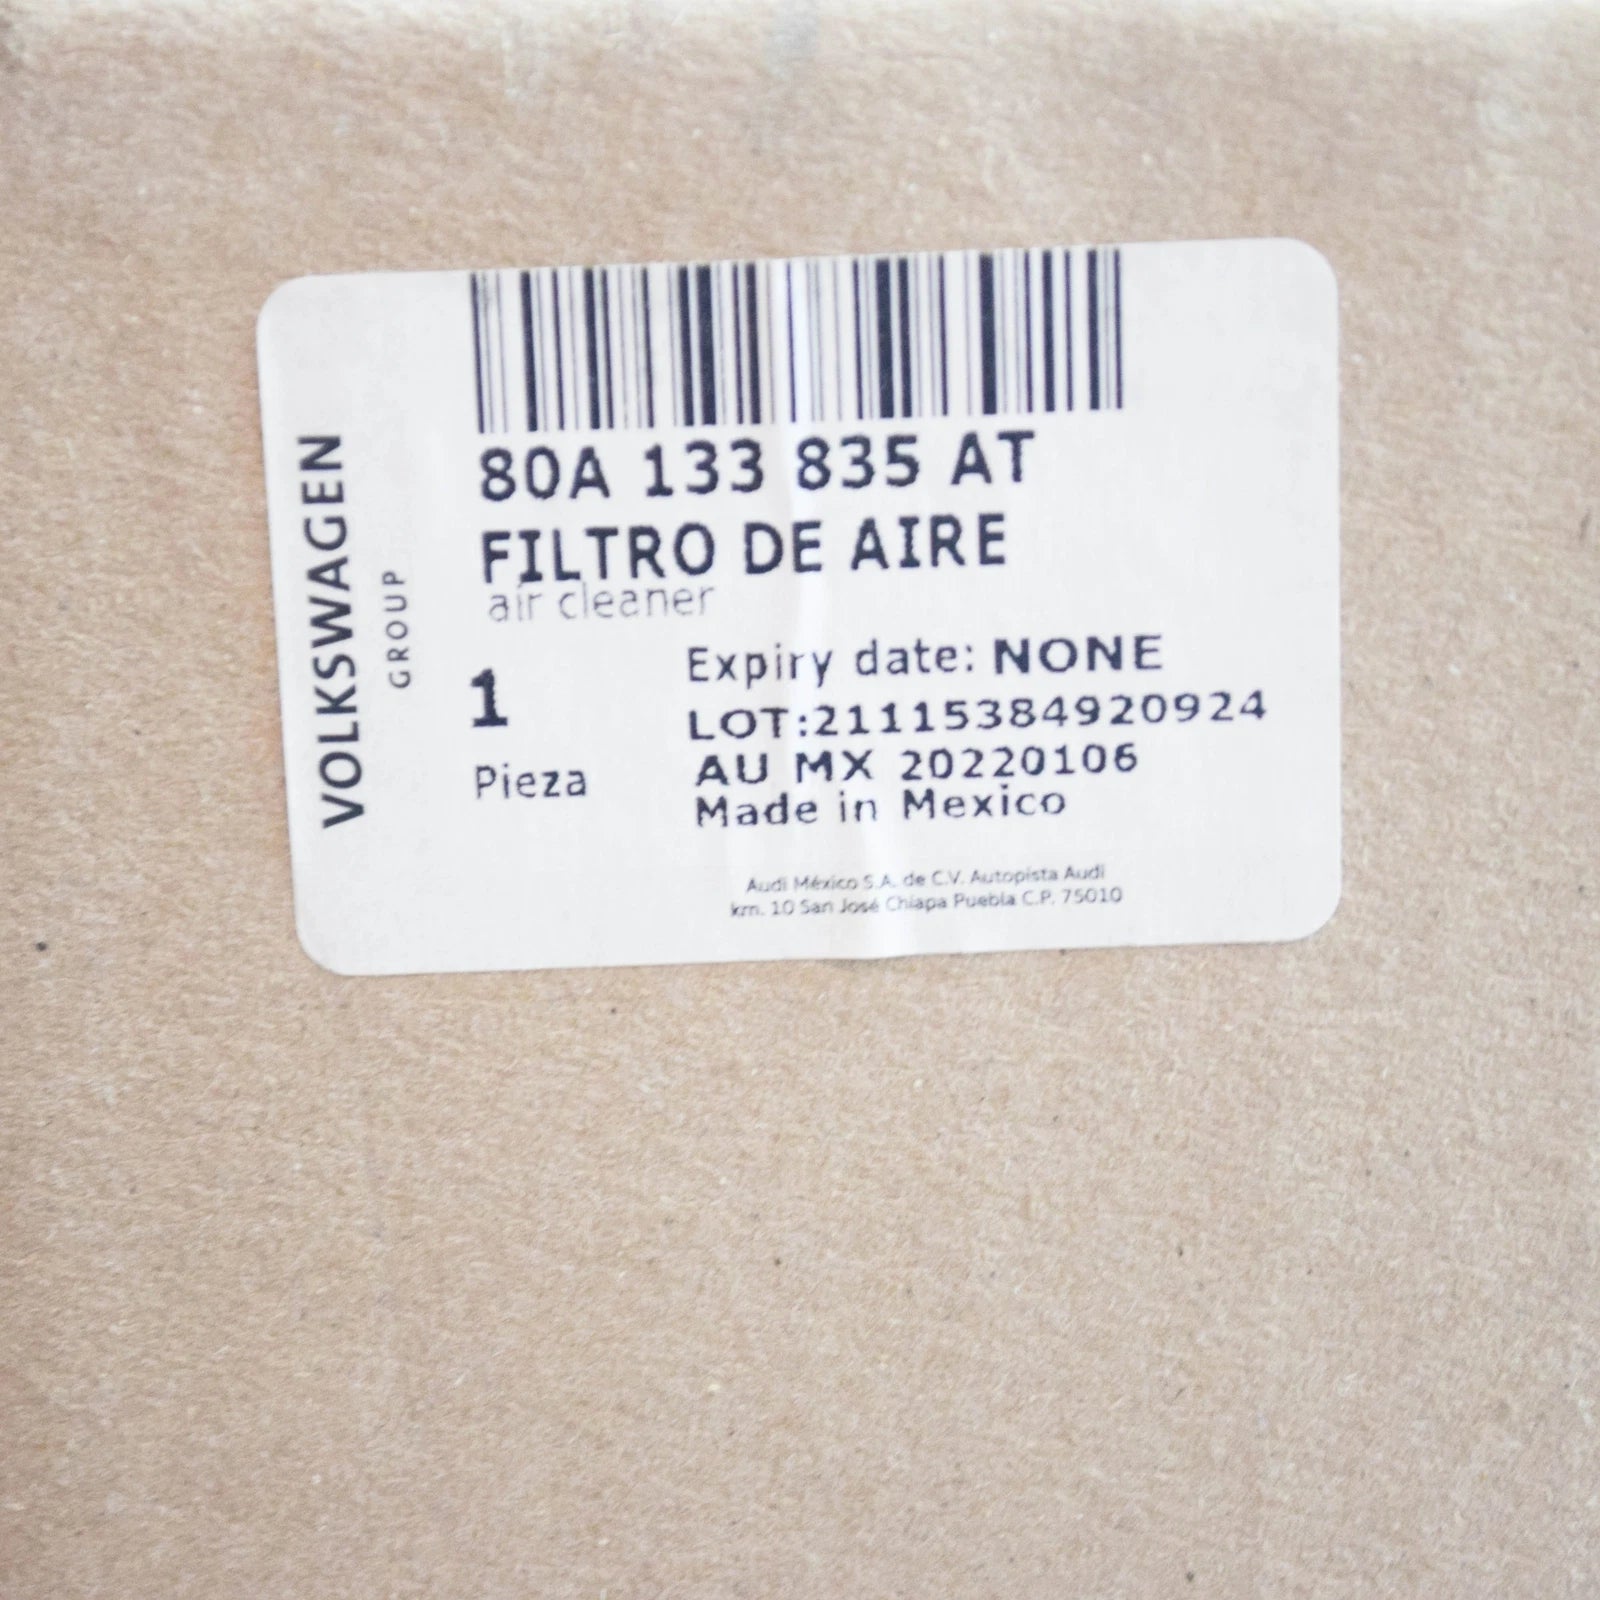 VOLKSWAGEN
GROUP
80A 133 835 AT
FILTRO DE AIRE
air cleaner
1
Pieza
Expiry date: NONE
LOT:211115384920924
AU MX 20220106
Made in Mexico
Audi México S.A. de C.V. Autopista Audi
km. 10 San José Chiapa Puebla C.P. 75010